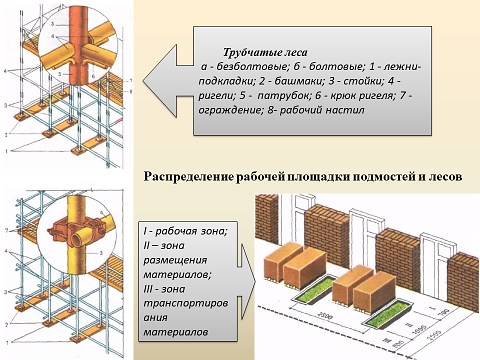 Трубчатые леса
а - безболтовые; б - болтовые; 1 - лежни-
подкладки; 2 – башмаки; 3 - стойки; 4 -
ригели; 5 - патрубок; 6 - крюк ригеля; 7 -
ограждение; 8- рабочий настил
Распределение рабочей площадки подмостей и лесов
I - рабочая зона;
II – зона
размещения
материалов;
III - зона
транспортиров
ания
материалов